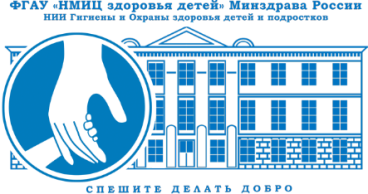 ФГАУ «НМИЦ здоровья детей» Минздрава России
НИИ Гигиены и Охраны здоровья детей и подростков
СПЕШИТЕ ДЕЛАТЬ ДОБРО